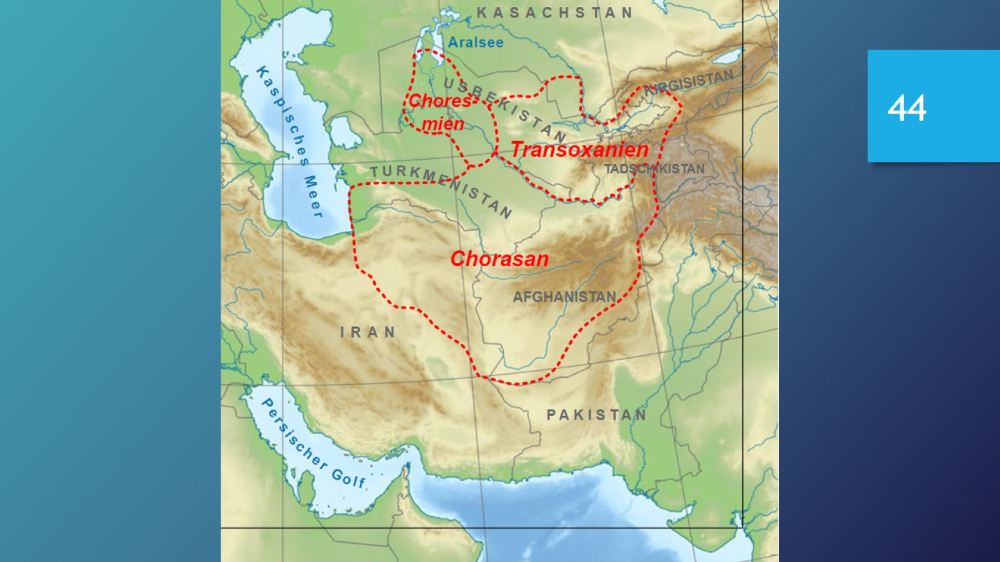 KASACHSTAN
Aralsee
Kaspisches Meer
USBEKISTAN
KIRGISISTAN
Chores-
mien
Transoxanien
TADSCHIKISTAN
TURKMENISTAN
Chorasan
AFGHANISTAN
IRAN
PAKISTAN
Persischer Golf
44